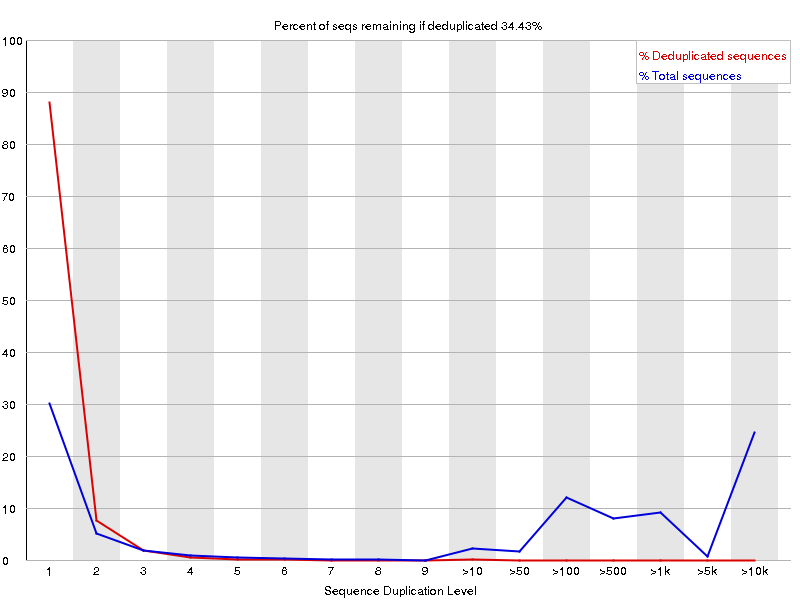 Percent of seqs remaining if deduplicated 34.43%
100
% Deduplicated sequences
% Total sequences
90
80
70
60
50
40
30
20
10
0
1 2 3 4 5 6 7 8 9 >10 >50 >100 >500 >1k >5k >10k
Sequence Duplication Level